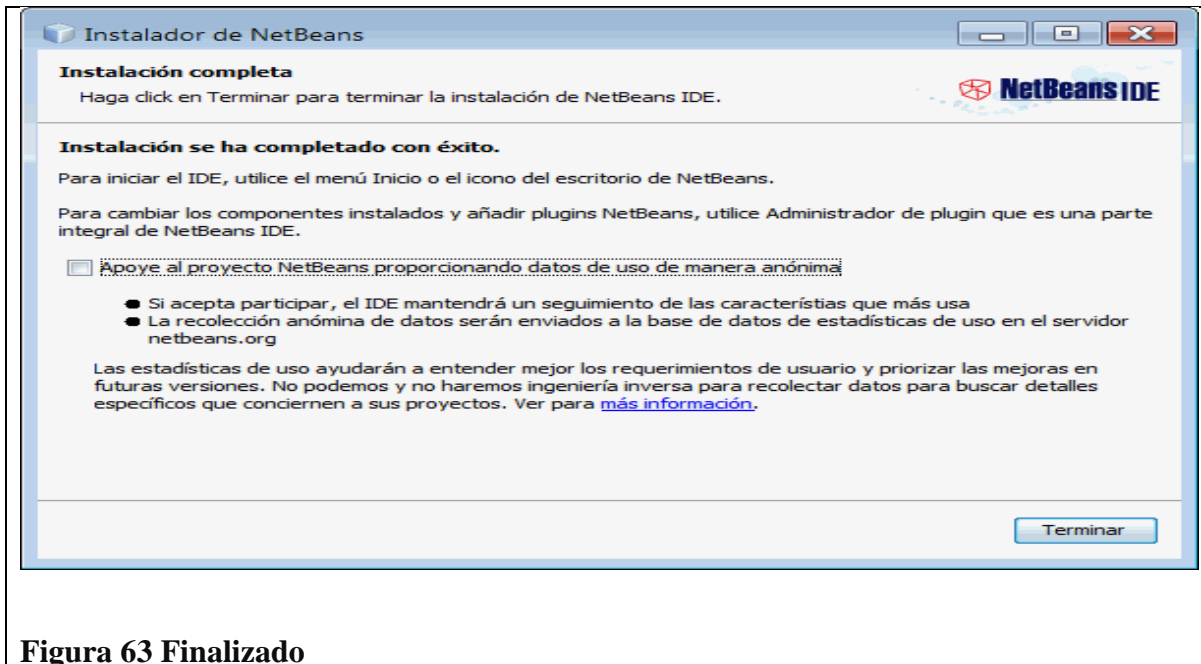 Instalador de NetBeans
Instalación completa
Haga click en Terminar para terminar la instalación de NetBeans IDE.
NetBeans IDE
Instalación se ha completado con éxito.
Para iniciar el IDE, utilice el menú Inicio o el icono del escritorio de NetBeans.
Para cambiar los componentes instalados y añadir plugins NetBeans, utilice Administrador de plugin que es una parte
integral de NetBeans IDE.
Apoye al proyecto NetBeans proporcionando datos de uso de manera anónima
● Si acepta participar, el IDE mantendrá un seguimiento de las característias que más usa
● La recolección anómina de datos serán enviados a la base de datos de estadísticas de uso en el servidor
netbeans.org
Las estadísticas de uso ayudarán a entender mejor los requerimientos de usuario y priorizar las mejoras en
futuras versiones. No podemos y no haremos ingeniería inversa para recolectar datos para buscar detalles
específicos que conciernen a sus proyectos. Ver para más información.
Terminar
Figura 63 Finalizado